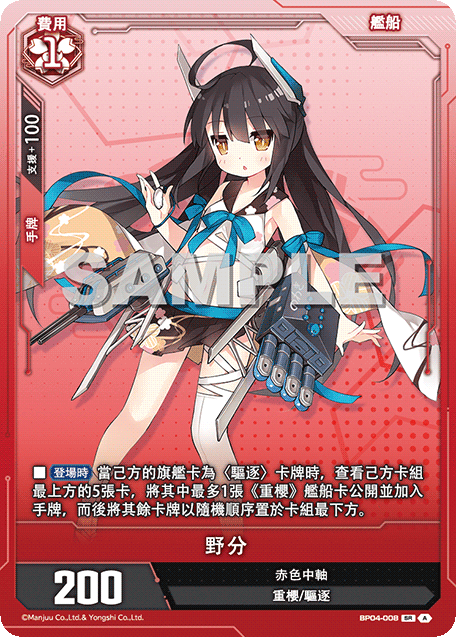 費用
1
艦船
支援+100
手牌
SAMPLE
■ 登場時 當己方的旗艦卡為〈驅逐〉卡牌時，查看己方卡組
最上方的5張卡，將其中最多1張《重櫻》艦船卡公開並加入
手牌，而後將其餘卡牌以隨機順序置於卡組最下方。
野分
200
赤色中軸
重櫻/驅逐
©Manjuu Co.,Ltd.& Yongshi Co.,Ltd.
BP04-008 SR A